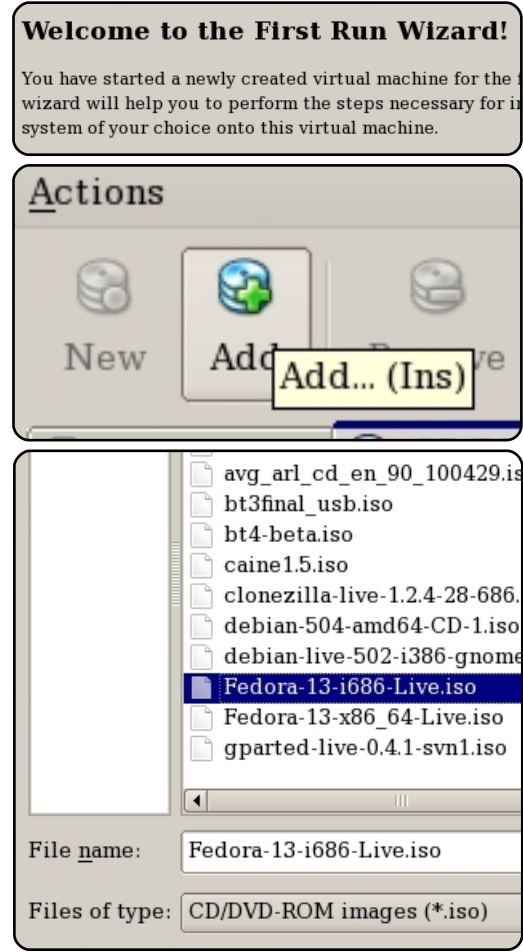 Welcome to the First Run Wizard!
You have started a newly created virtual machine for the
wizard will help you to perform the steps necessary for
system of your choice onto this virtual machine.
Actions
New Add
Add... (Ins)
avg_arl_cd_en_90_100429.is
bt3final_usb.iso
bt4-beta.iso
caine1.5.iso
clonezilla-live-1.2.4-28-686.
debian-504-amd64-CD-1.iso
debian-live-502-i386-gnome
Fedora-13-i686-Live.iso
Fedora-13-x86_64-Live.iso
gparted-live-0.4.1-svn1.iso
File name: Fedora-13-i686-Live.iso
Files of type: CD/DVD-ROM images (*.iso)